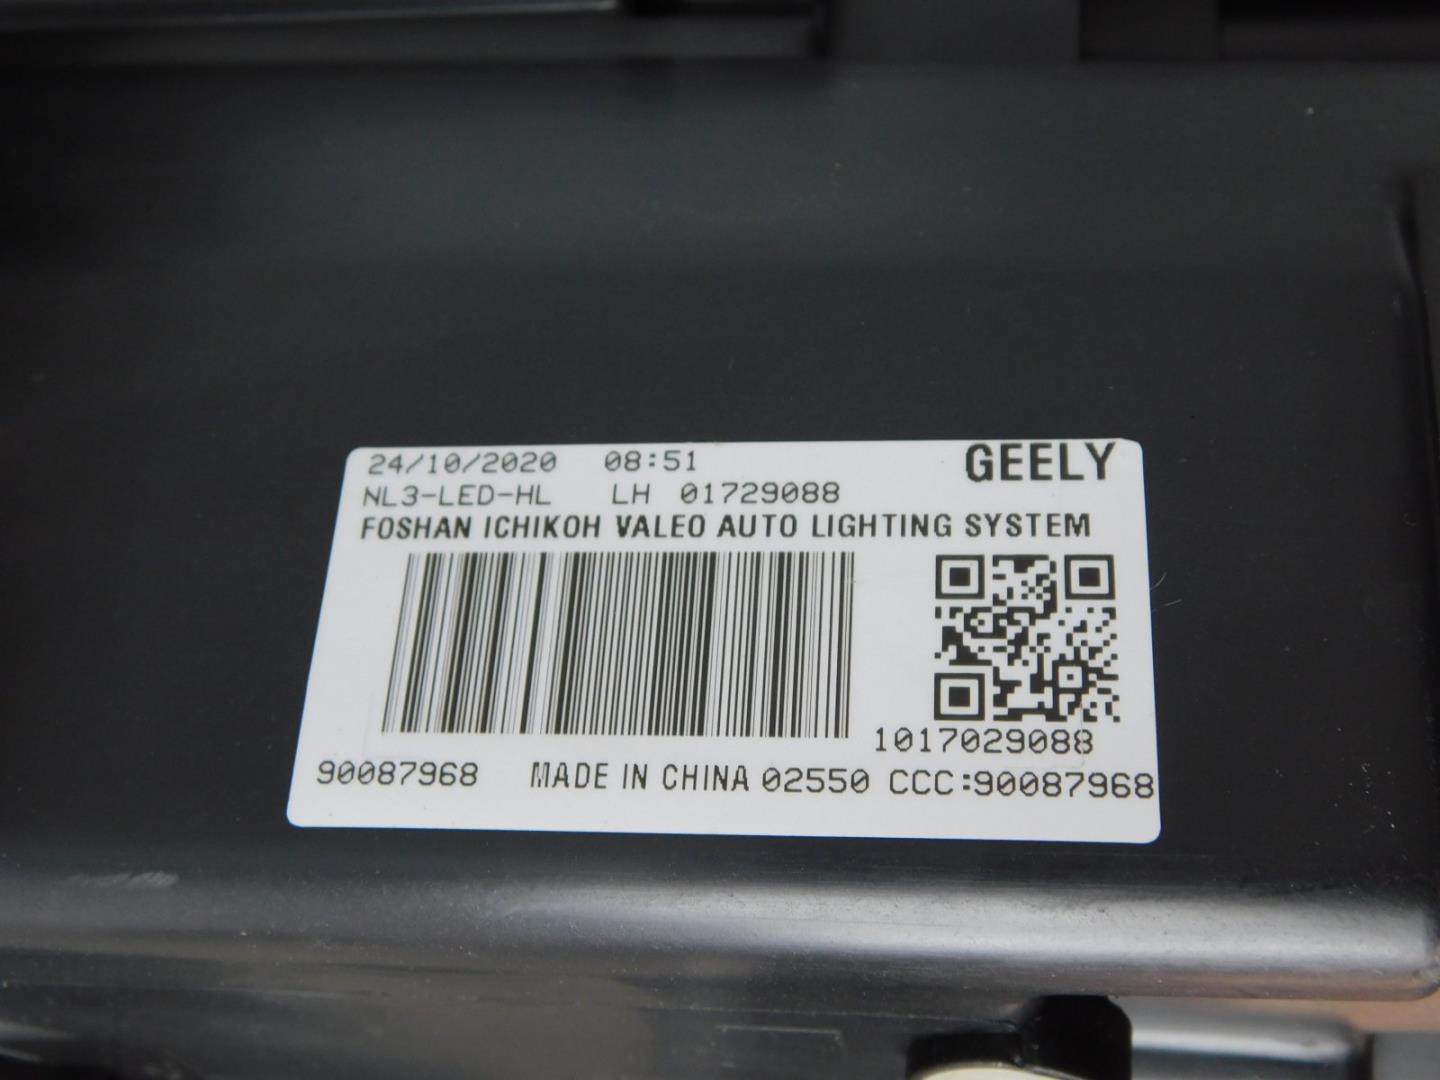 24/10/2020 08:51 GEELY
NL3-LED-HL LH 01729088
FOSHAN ICHIKOH VALEO AUTO LIGHTING SYSTEM
1017029088
90087968 MADE IN CHINA 02550 CCC:90087968